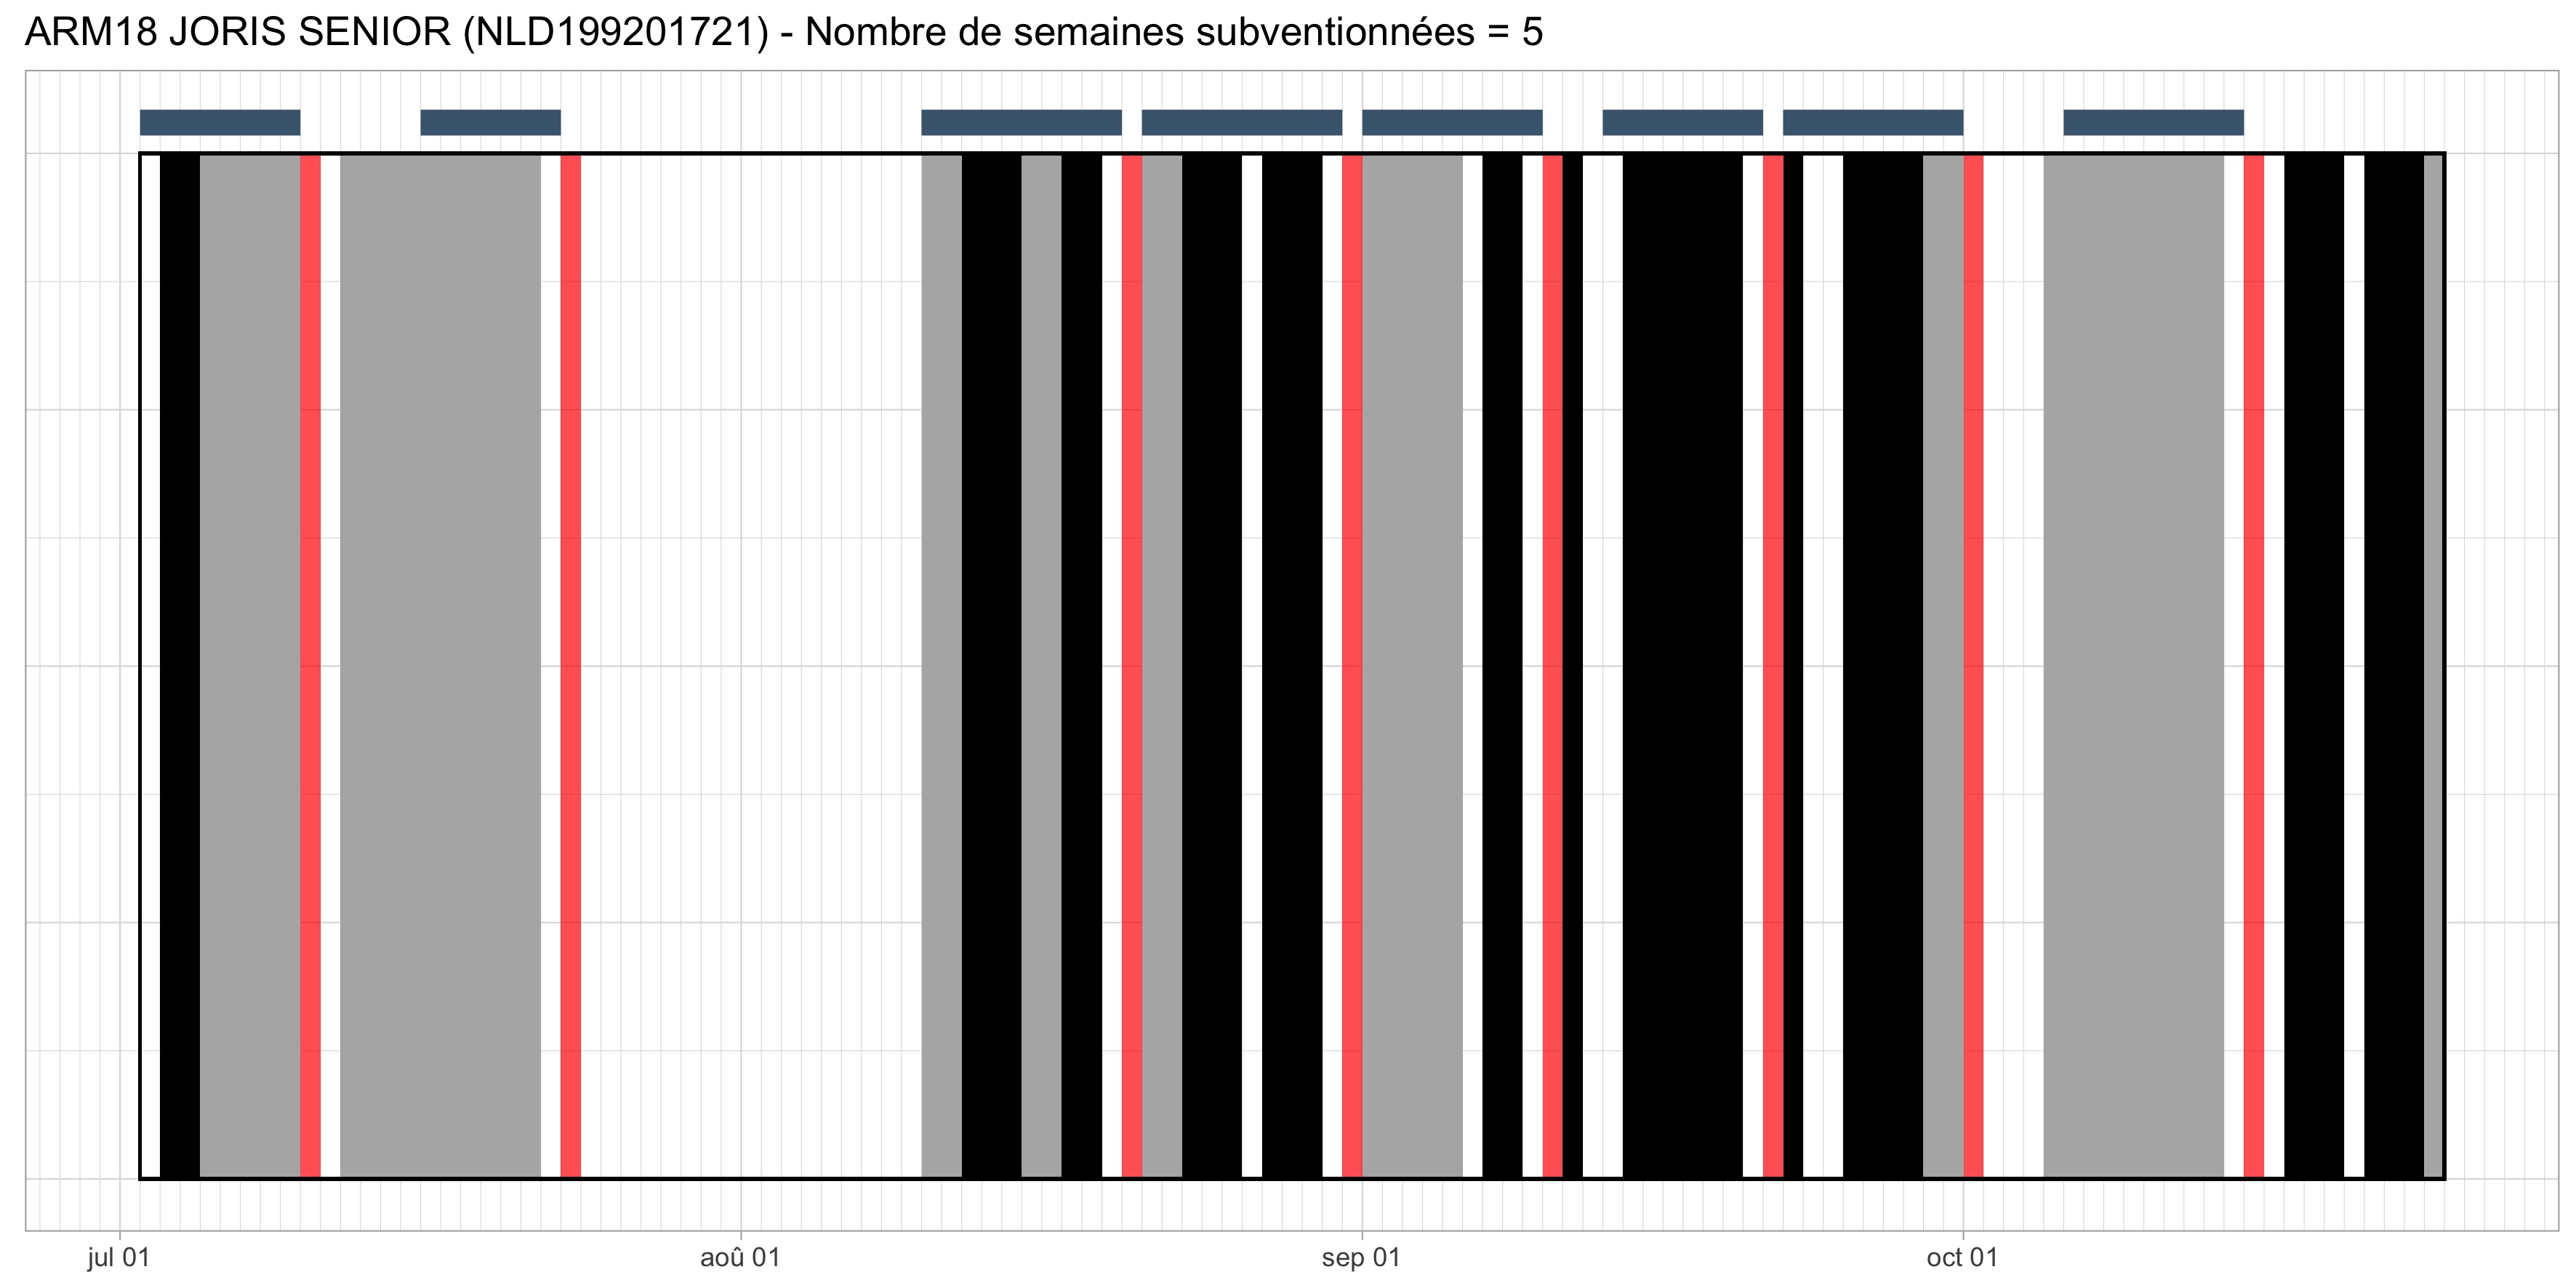 ARM18 JORIS SENIOR (NLD199201721) - Nombre de semaines subventionnées = 5
jul 01 aoû 01 sep 01 oct 01